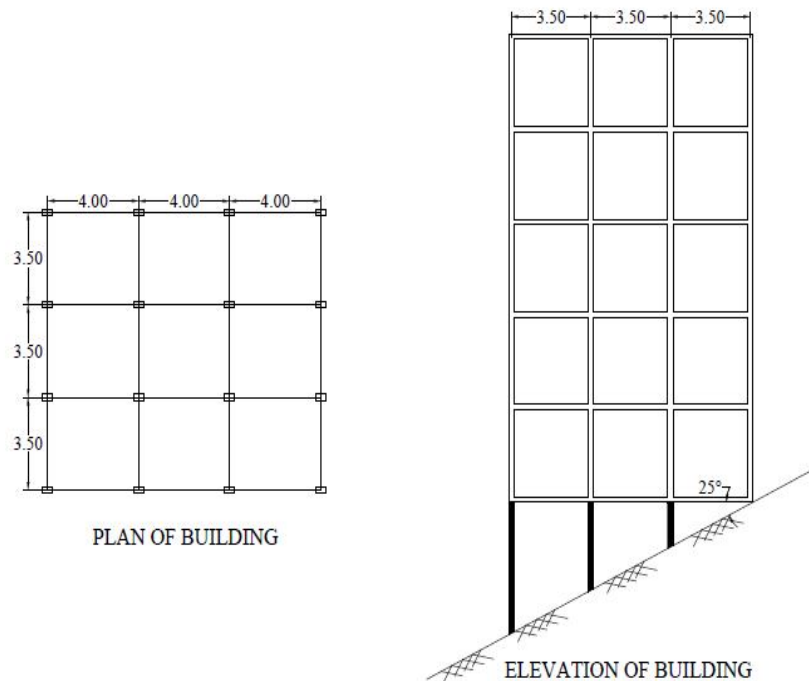 4.00 4.00 4.00
3.50
3.50
3.50
PLAN OF BUILDING
3.50 3.50 3.50
25°
ELEVATION OF BUILDING